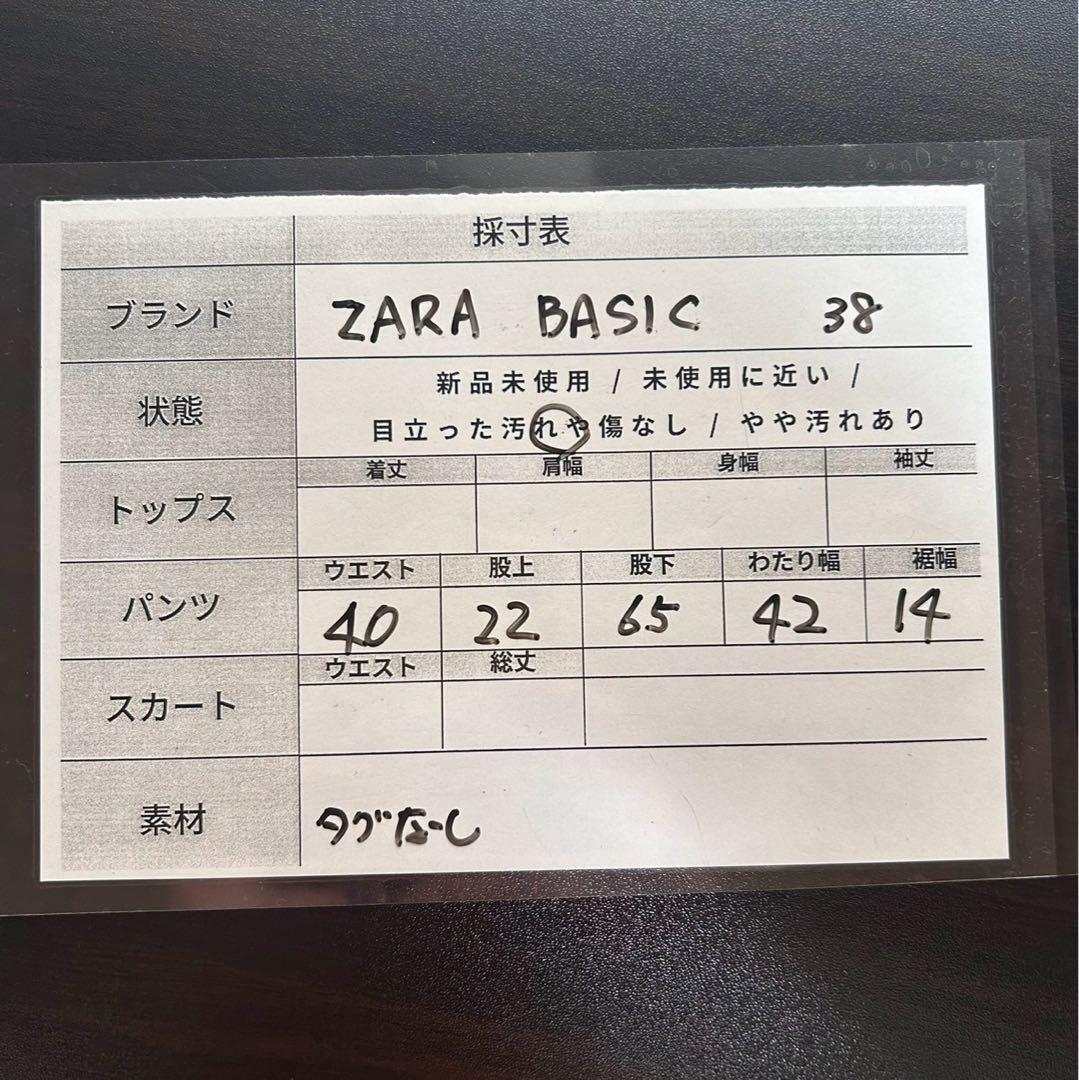 採寸表
ブランド ZARA BASIC 38
状態 新品未使用 / 未使用に近い /
目立った汚れや傷なし / やや汚れあり
トップス 着丈 肩幅 身幅 袖丈
パンツ ウエスト 股上 股下 わたり幅 裾幅
40 22 65 42 14
スカート ウエスト 総丈
素材 タグなーし